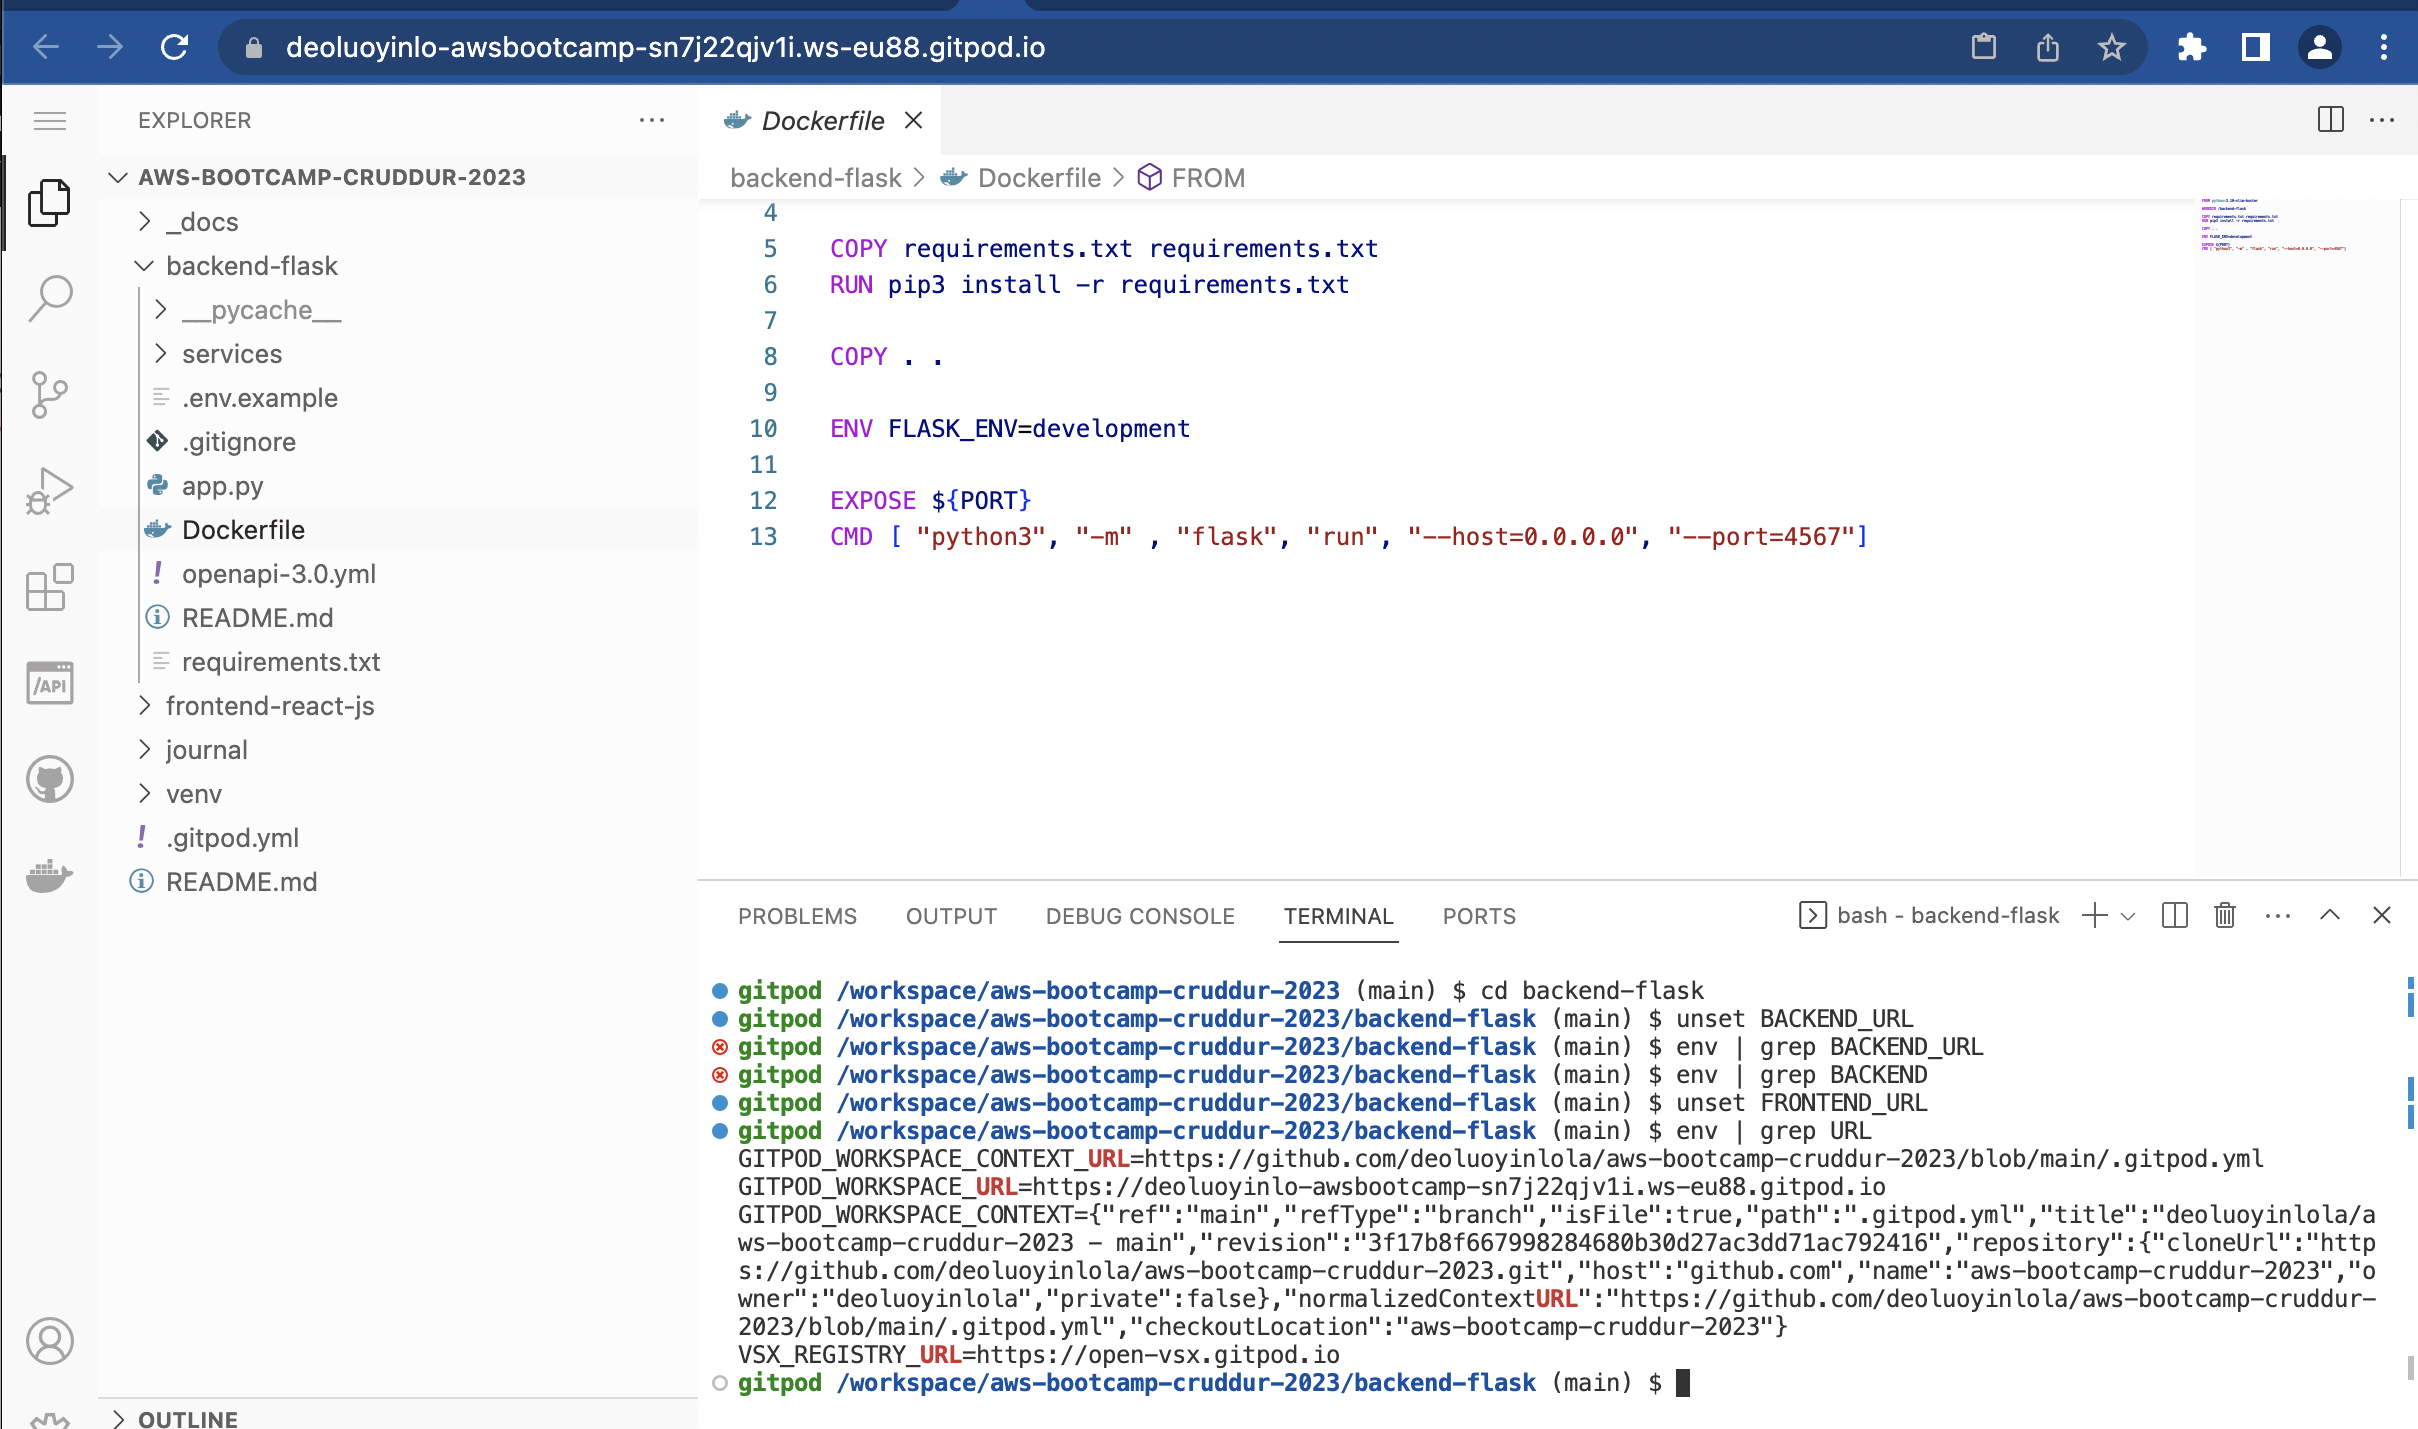 deoluoyinlo-awsbootcamp-sn7j22qjv1i.ws-eu88.gitpod.io
EXPLORER
AWS-BOOTCAMP-CRUDDUR-2023
_docs
backend-flask
__pycache__
services
.env.example
.gitignore
app.py
Dockerfile
openapi-3.0.yml
README.md
requirements.txt
frontend-react-js
journal
venv
.gitpod.yml
README.md
OUTLINE
/API
Dockerfile
backend-flask > Dockerfile > FROM
4
5 COPY requirements.txt requirements.txt
6 RUN pip3 install -r requirements.txt
7
8 COPY . .
9
10 ENV FLASK_ENV=development
11
12 EXPOSE ${PORT}
13 CMD [ "python3", "-m" , "flask", "run", "--host=0.0.0.0", "--port=4567"]
PROBLEMS OUTPUT DEBUG CONSOLE TERMINAL PORTS bash - backend-flask
gitpod /workspace/aws-bootcamp-cruddur-2023 (main) $ cd backend-flask
gitpod /workspace/aws-bootcamp-cruddur-2023/backend-flask (main) $ unset BACKEND_URL
gitpod /workspace/aws-bootcamp-cruddur-2023/backend-flask (main) $ env | grep BACKEND_URL
gitpod /workspace/aws-bootcamp-cruddur-2023/backend-flask (main) $ env | grep BACKEND
gitpod /workspace/aws-bootcamp-cruddur-2023/backend-flask (main) $ unset FRONTEND_URL
gitpod /workspace/aws-bootcamp-cruddur-2023/backend-flask (main) $ env | grep URL
GITPOD_WORKSPACE_CONTEXT_URL=https://github.com/deoluoyinlola/aws-bootcamp-cruddur-2023/blob/main/.gitpod.yml
GITPOD_WORKSPACE_URL=https://deoluoyinlo-awsbootcamp-sn7j22qjv1i.ws-eu88.gitpod.io
GITPOD_WORKSPACE_CONTEXT={"ref":"main","refType":"branch","isFile":true,"path":".gitpod.yml","title":"deoluoyinlola/a
ws-bootcamp-cruddur-2023 - main","revision":"3f17b8f667998284680b30d27ac3dd71ac792416","repository":{"cloneUrl":"http
s://github.com/deoluoyinlola/aws-bootcamp-cruddur-2023.git","host":"github.com","name":"aws-bootcamp-cruddur-2023","o
wner":"deoluoyinlola","private":false},"normalizedContextURL":"https://github.com/deoluoyinlola/aws-bootcamp-cruddur-
2023/blob/main/.gitpod.yml","checkoutLocation":"aws-bootcamp-cruddur-2023"}
VSX_REGISTRY_URL=https://open-vsx.gitpod.io
gitpod /workspace/aws-bootcamp-cruddur-2023/backend-flask (main) $